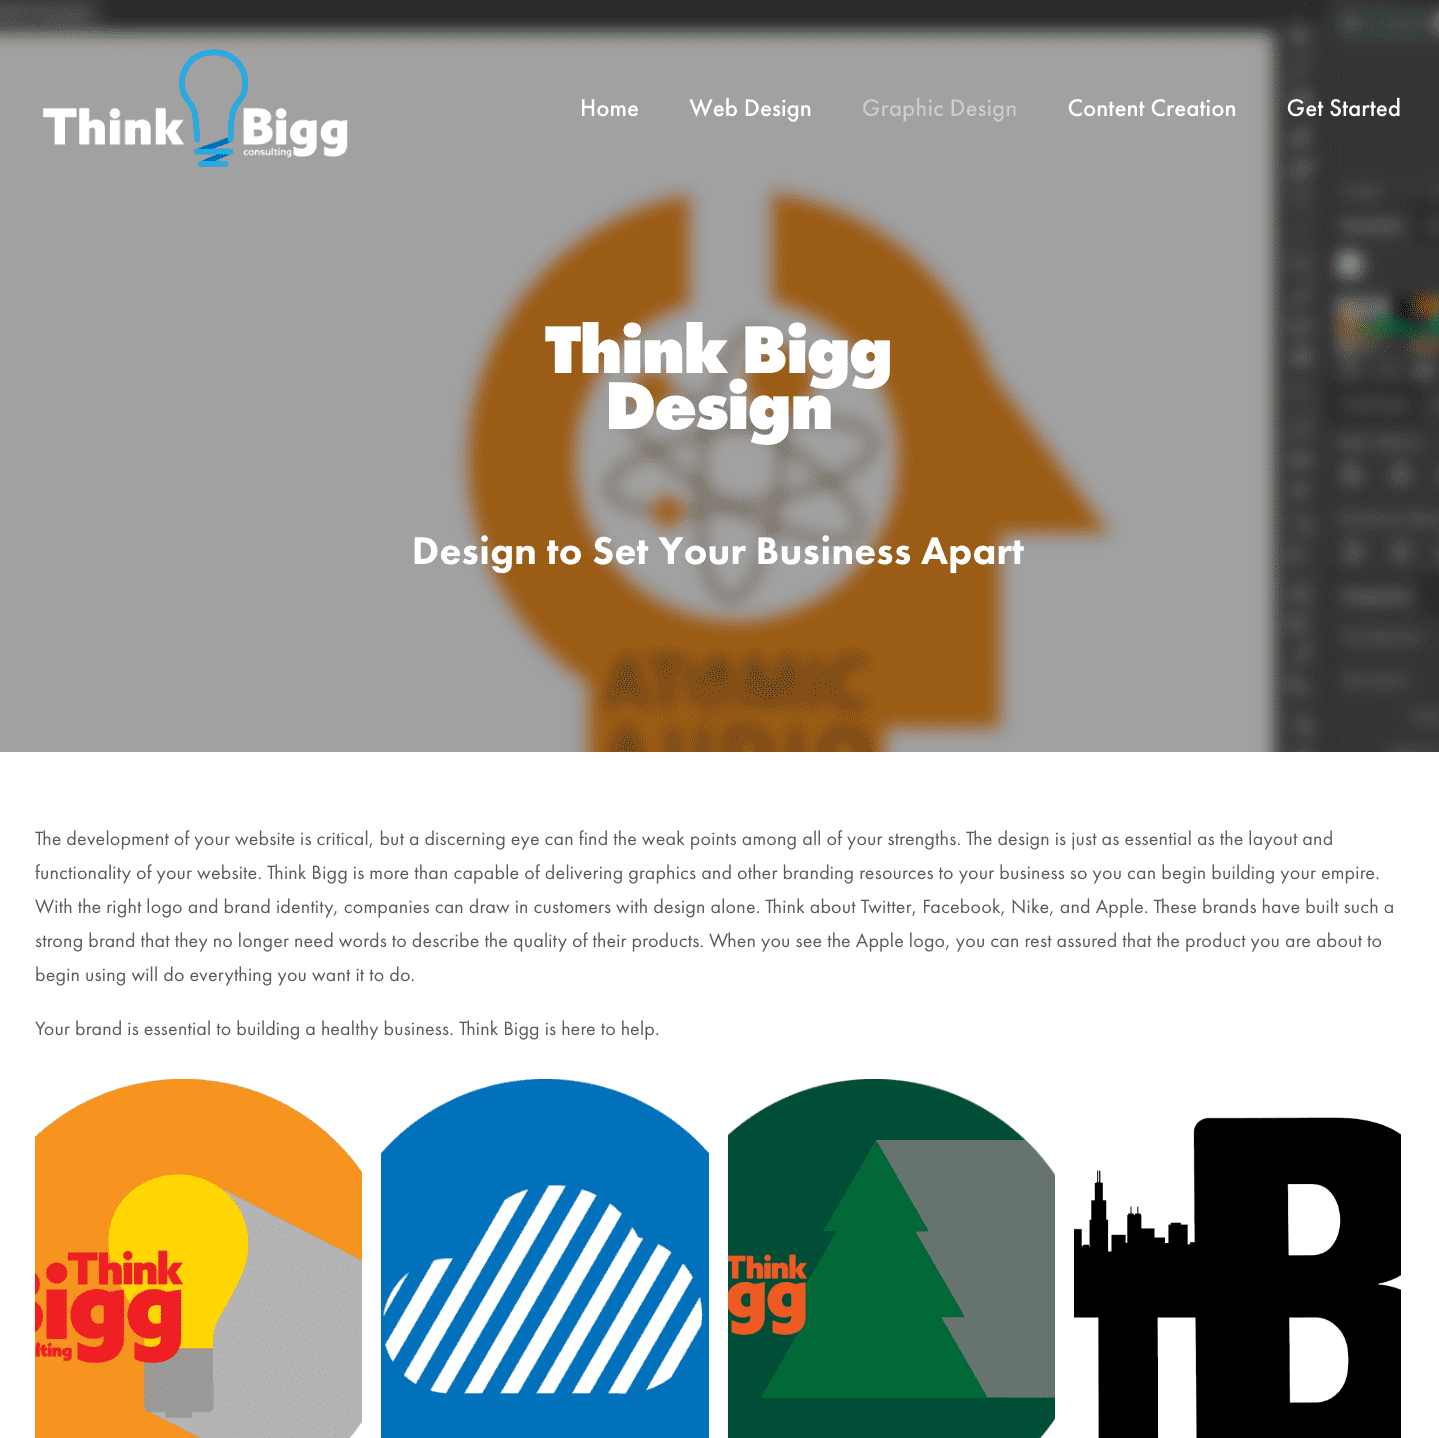 Think Bigg
consulting
Home Web Design Graphic Design Content Creation Get Started
Think Bigg
Design
Design to Set Your Business Apart
ATOMIC
AUDIO
The development of your website is critical, but a discerning eye can find the weak points among all of your strengths. The design is just as essential as the layout and
functionality of your website. Think Bigg is more than capable of delivering graphics and other branding resources to your business so you can begin building your empire.
With the right logo and brand identity, companies can draw in customers with design alone. Think about Twitter, Facebook, Nike, and Apple. These brands have built such a
strong brand that they no longer need words to describe the quality of their products. When you see the Apple logo, you can rest assured that the product you are about to
begin using will do everything you want it to do.
Your brand is essential to building a healthy business. Think Bigg is here to help.
Think
Bigg
lting
Think
gg
tB